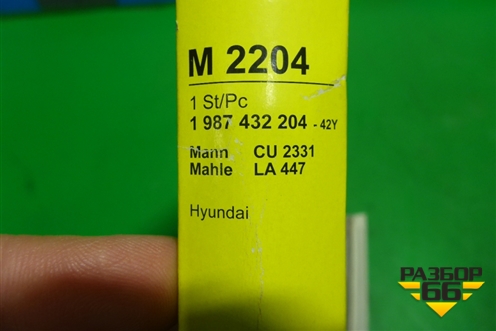 M 2204
1 St/Pc
1 987 432 204 - 42Y
Mann CU 2331
Mahle LA 447
Hyundai
РАЗБОР
66